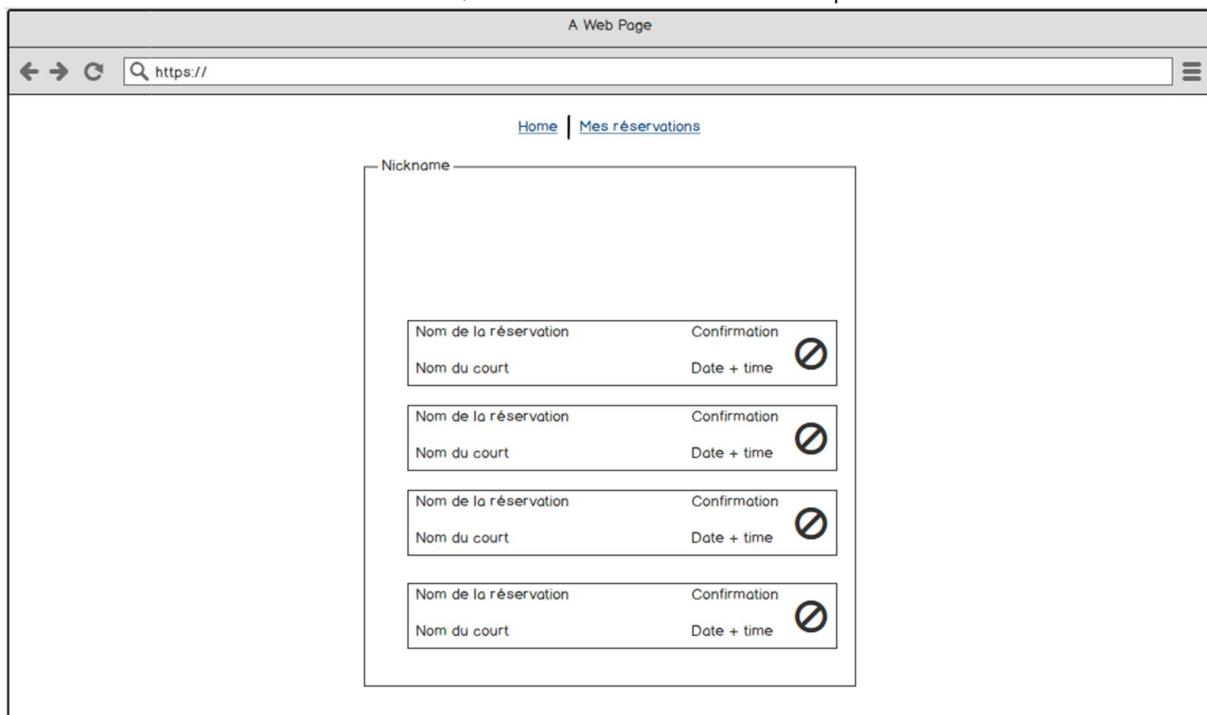 A Web Page
https://
Home | Mes réservations
Nickname
Nom de la réservation Confirmation
Nom du court Date + time
Nom de la réservation Confirmation
Nom du court Date + time
Nom de la réservation Confirmation
Nom du court Date + time
Nom de la réservation Confirmation
Nom du court Date + time